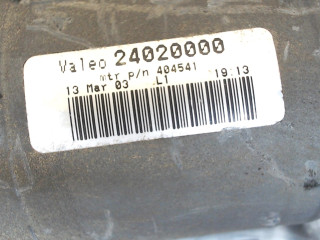 Valeo 24020000
mtr p/n 404541
13 Mar 03 L1 19:13